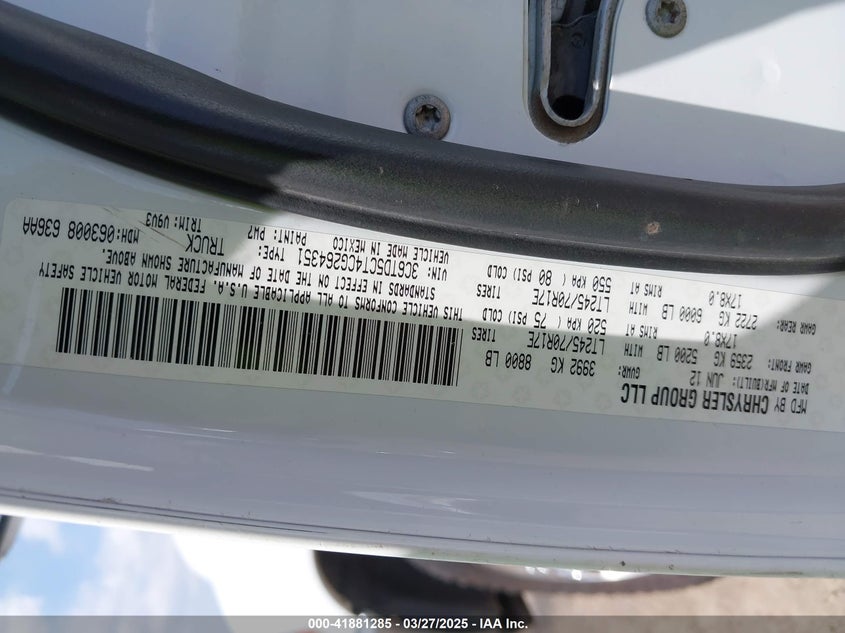 MFD BY CHRYSLER GROUP LLC
DATE OF MFR(BUILT): JUN 12 GVWR: 3992 KG 8800 LB
GAWR FRONT: 2359 KG 5200 LB WITH LT245/70R17E TIRES
17X8.0 RIMS AT 520 KPA ( 75 PSI) COLD
GAWR REAR: 2722 KG 6000 LB WITH LT245/70R17E TIRES
17X8.0 RIMS AT 550 KPA ( 80 PSI) COLD
THIS VEHICLE CONFORMS TO ALL APPLICABLE U.S.A. FEDERAL MOTOR VEHICLE SAFETY
STANDARDS IN EFFECT ON THE DATE OF MANUFACTURE SHOWN ABOVE.
VIN: 3C6TD5CT4CG264351 TYPE: TRUCK MDH:063008 636AA
VEHICLE MADE IN MEXICO
PAINT: PW7 TRIM: V9V3
000-41881285 - 03/27/2025 - IAA Inc.